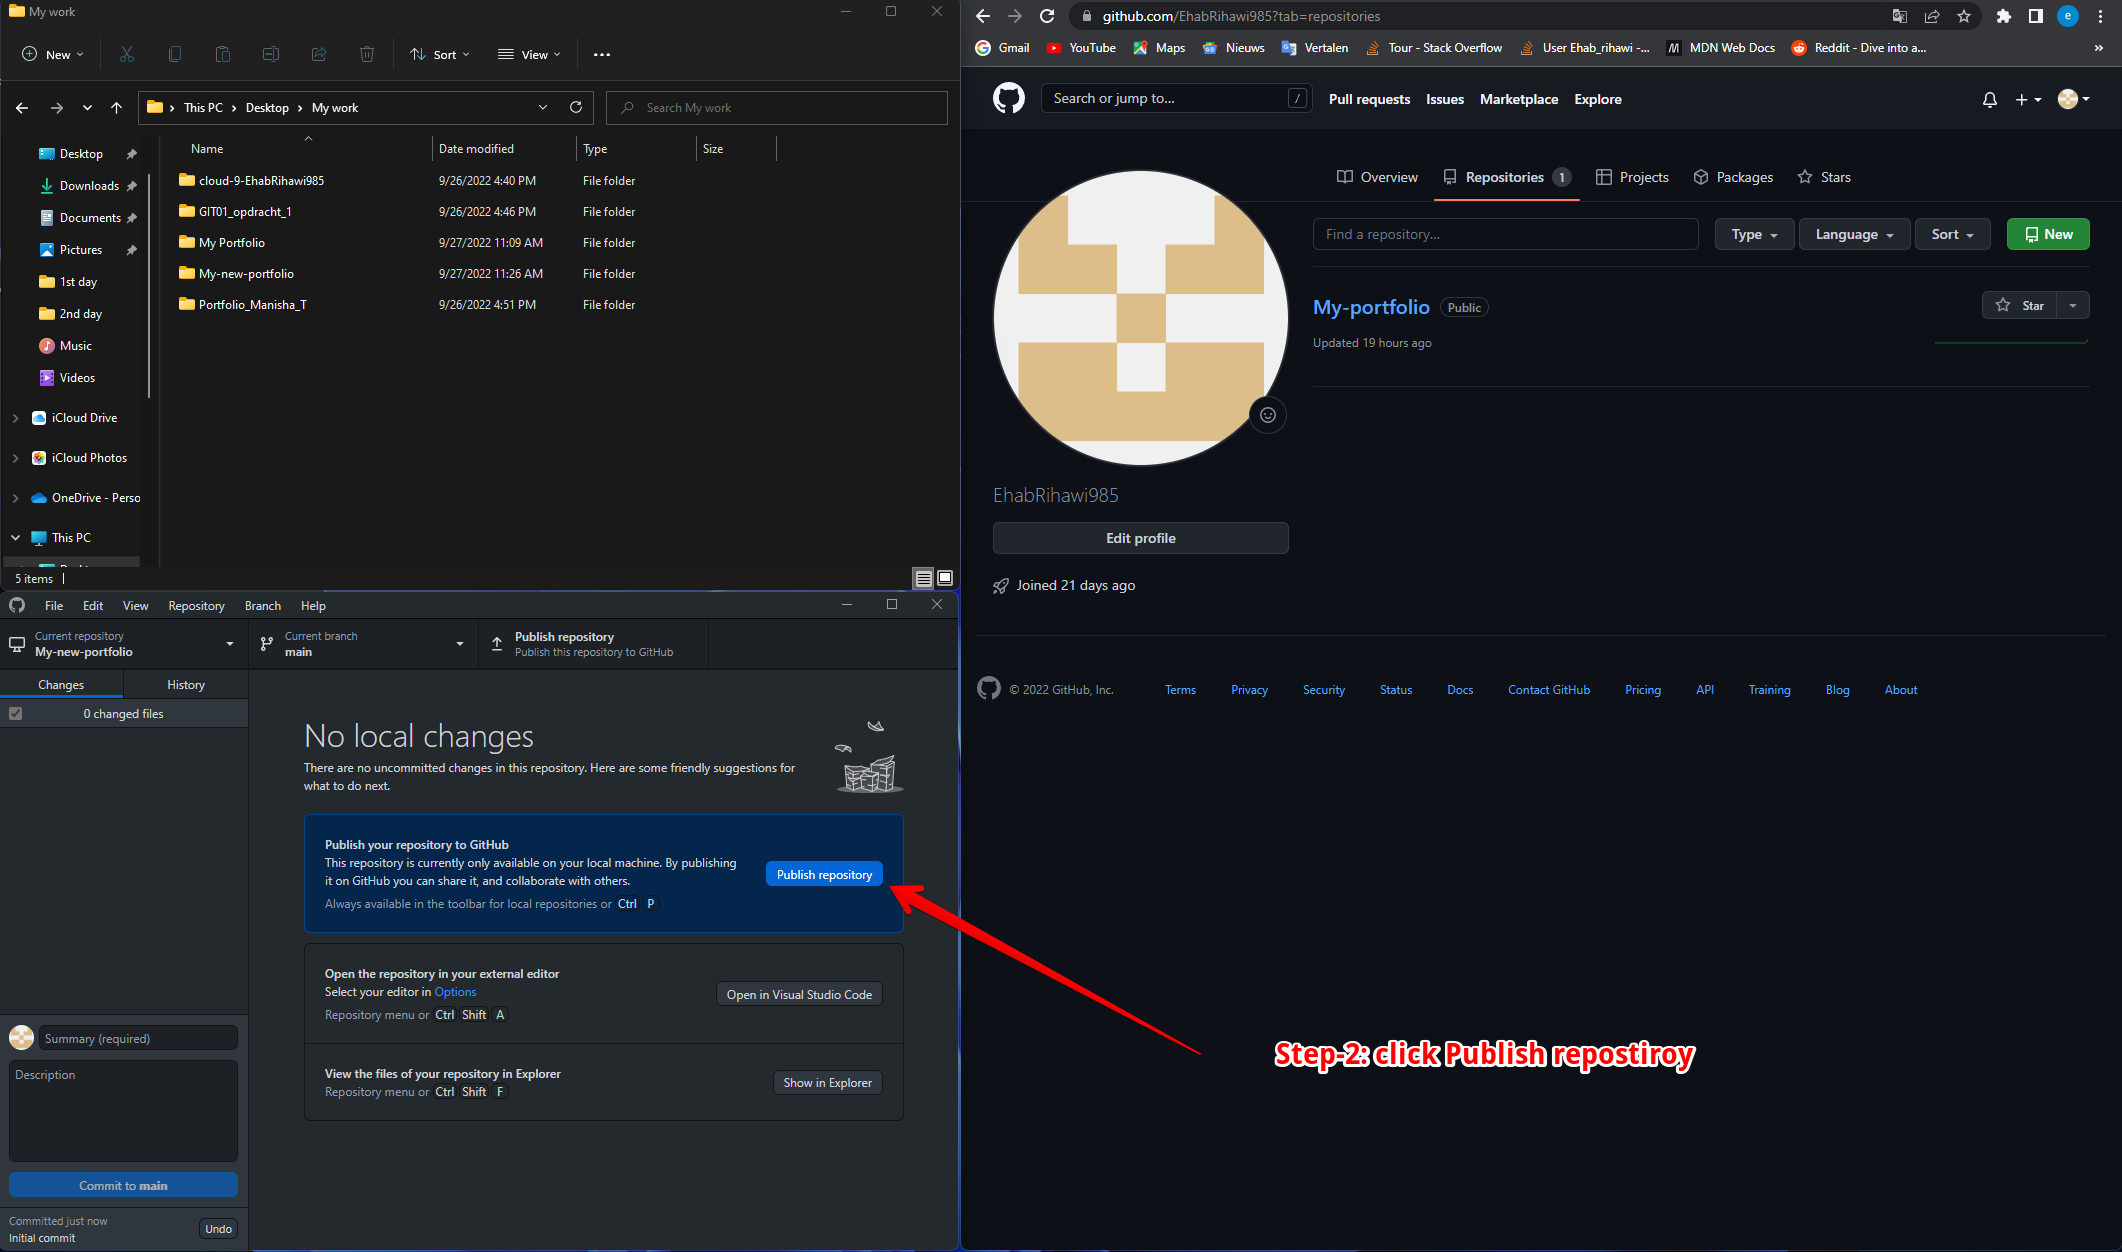 My work
New
Sort
View
This PC > Desktop > My work
Search My work
Name Date modified Type Size
Desktop
Downloads
Documents
Pictures
1st day
2nd day
Music
Videos
iCloud Drive
iCloud Photos
OneDrive - Perso
This PC
cloud-9-EhabRihawi985 9/26/2022 4:40 PM File folder
GIT01_opdracht_1 9/26/2022 4:46 PM File folder
My Portfolio 9/27/2022 11:09 AM File folder
My-new-portfolio 9/27/2022 11:26 AM File folder
Portfolio_Manisha_T 9/26/2022 4:51 PM File folder
5 items
github.com/EhabRihawi985?tab=repositories
e
Gmail YouTube Maps Nieuws Vertalen Tour - Stack Overflow User Ehab_rihawi -... MDN Web Docs Reddit - Dive into a... »
Search or jump to... /
Pull requests Issues Marketplace Explore
Overview Repositories 1 Projects Packages Stars
Find a repository...
Type Language Sort New
My-portfolio Public
Star
Updated 19 hours ago
EhabRihawi985
Edit profile
Joined 21 days ago
© 2022 GitHub, Inc. Terms Privacy Security Status Docs Contact GitHub Pricing API Training Blog About
File Edit View Repository Branch Help
Current repository
My-new-portfolio
Current branch
main
Publish repository
Publish this repository to GitHub
Changes History
0 changed files
No local changes
There are no uncommitted changes in this repository. Here are some friendly suggestions for
what to do next.
Publish your repository to GitHub
This repository is currently only available on your local machine. By publishing
it on GitHub you can share it, and collaborate with others.
Always available in the toolbar for local repositories or Ctrl P
Publish repository
Open the repository in your external editor
Select your editor in Options
Repository menu or Ctrl Shift A
Open in Visual Studio Code
View the files of your repository in Explorer
Repository menu or Ctrl Shift F
Show in Explorer
Summary (required)
Description
Commit to main
Committed just now
Initial commit
Undo
Step-2: click Publish repostiroy